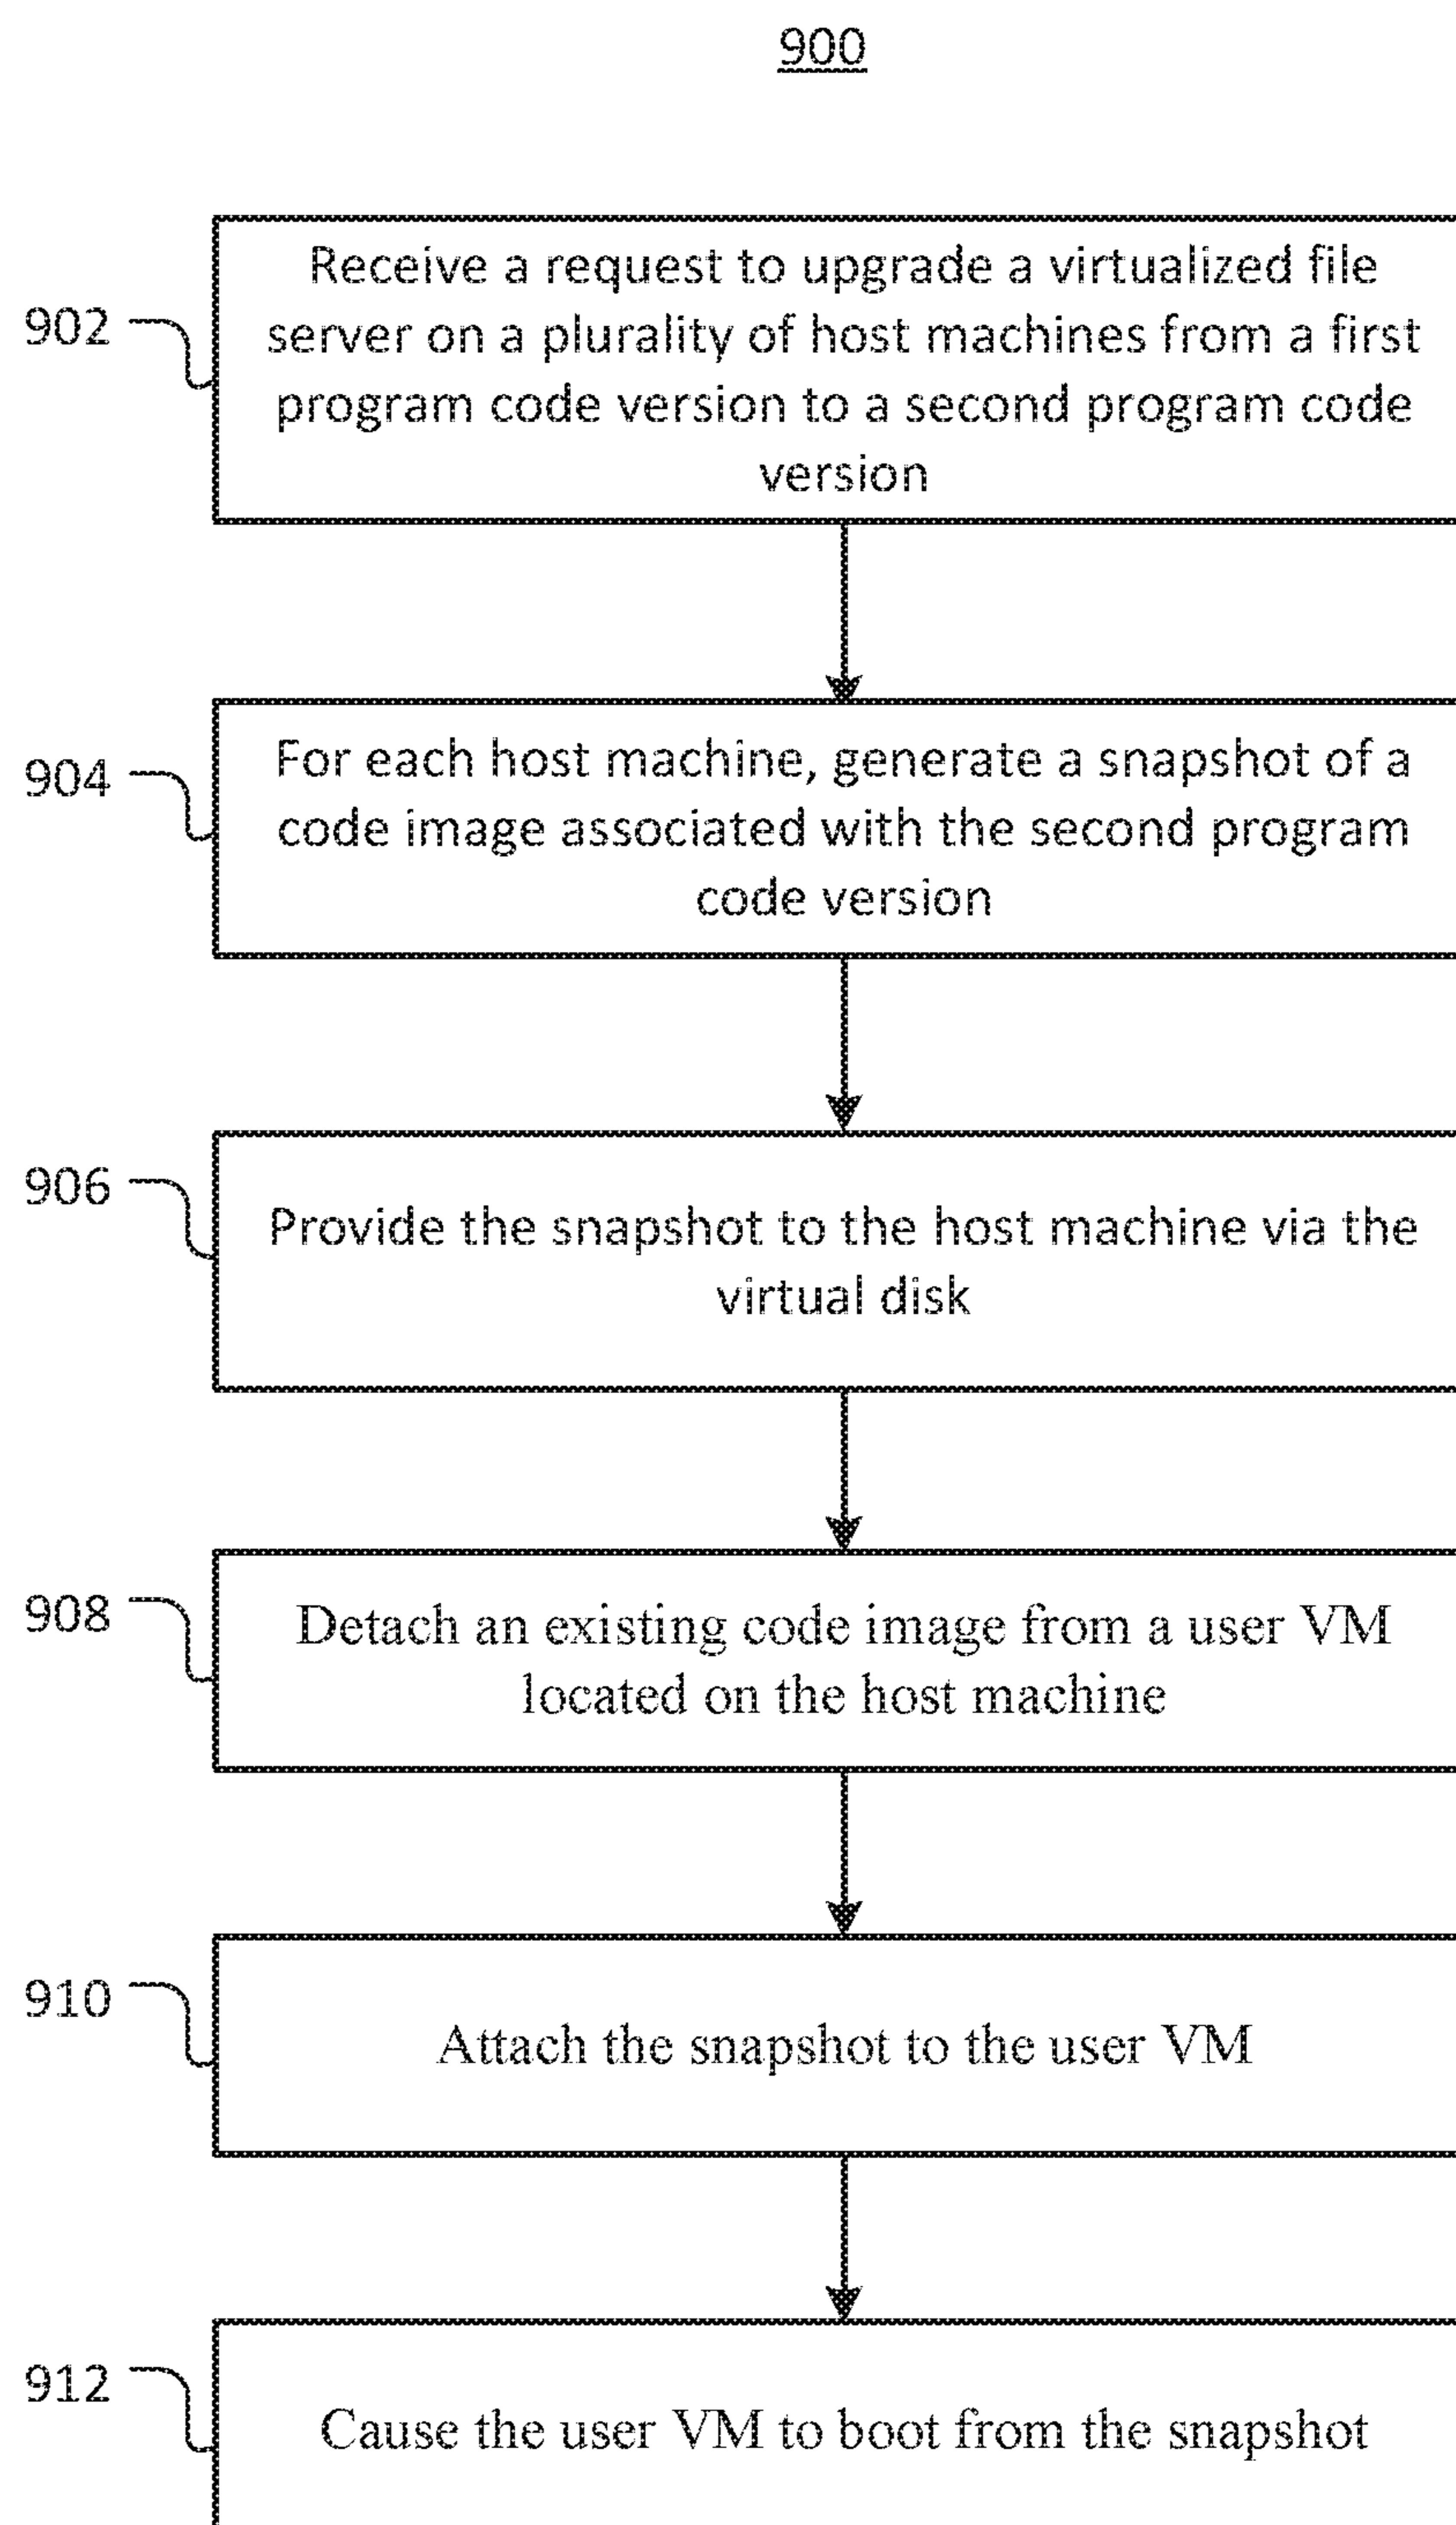 900
902
Receive a request to upgrade a virtualized file
server on a plurality of host machines from a first
program code version to a second program code
version
904
For each host machine, generate a snapshot of a
code image associated with the second program
code version
906
Provide the snapshot to the host machine via the
virtual disk
908
Detach an existing code image from a user VM
located on the host machine
910
Attach the snapshot to the user VM
912
Cause the user VM to boot from the snapshot